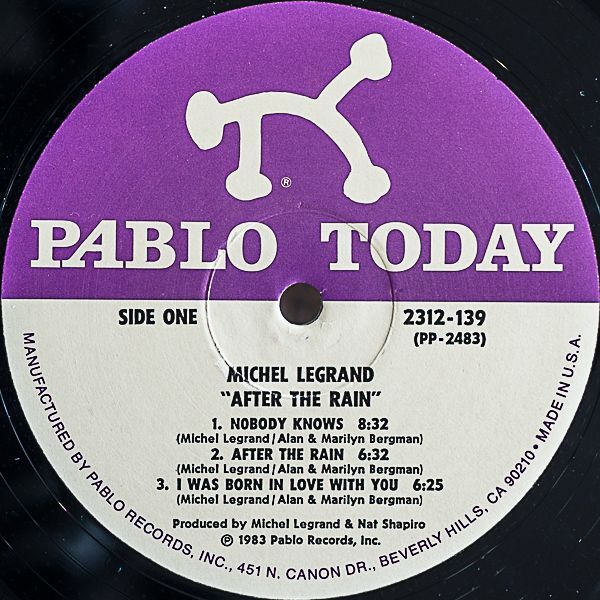 ®
PABLO TODAY
SIDE ONE
2312-139
(PP-2483)
MICHEL LEGRAND
"AFTER THE RAIN"
1. NOBODY KNOWS 8:32
(Michel Legrand/Alan & Marilyn Bergman)
2. AFTER THE RAIN 6:32
(Michel Legrand/Alan & Marilyn Bergman)
3. I WAS BORN IN LOVE WITH YOU 6:25
(Michel Legrand/Alan & Marilyn Bergman)
Produced by Michel Legrand & Nat Shapiro
℗ 1983 Pablo Records, Inc.
MANUFACTURED BY PABLO RECORDS, INC., 451 N. CANON DR., BEVERLY HILLS, CA 90210 • MADE IN U.S.A.